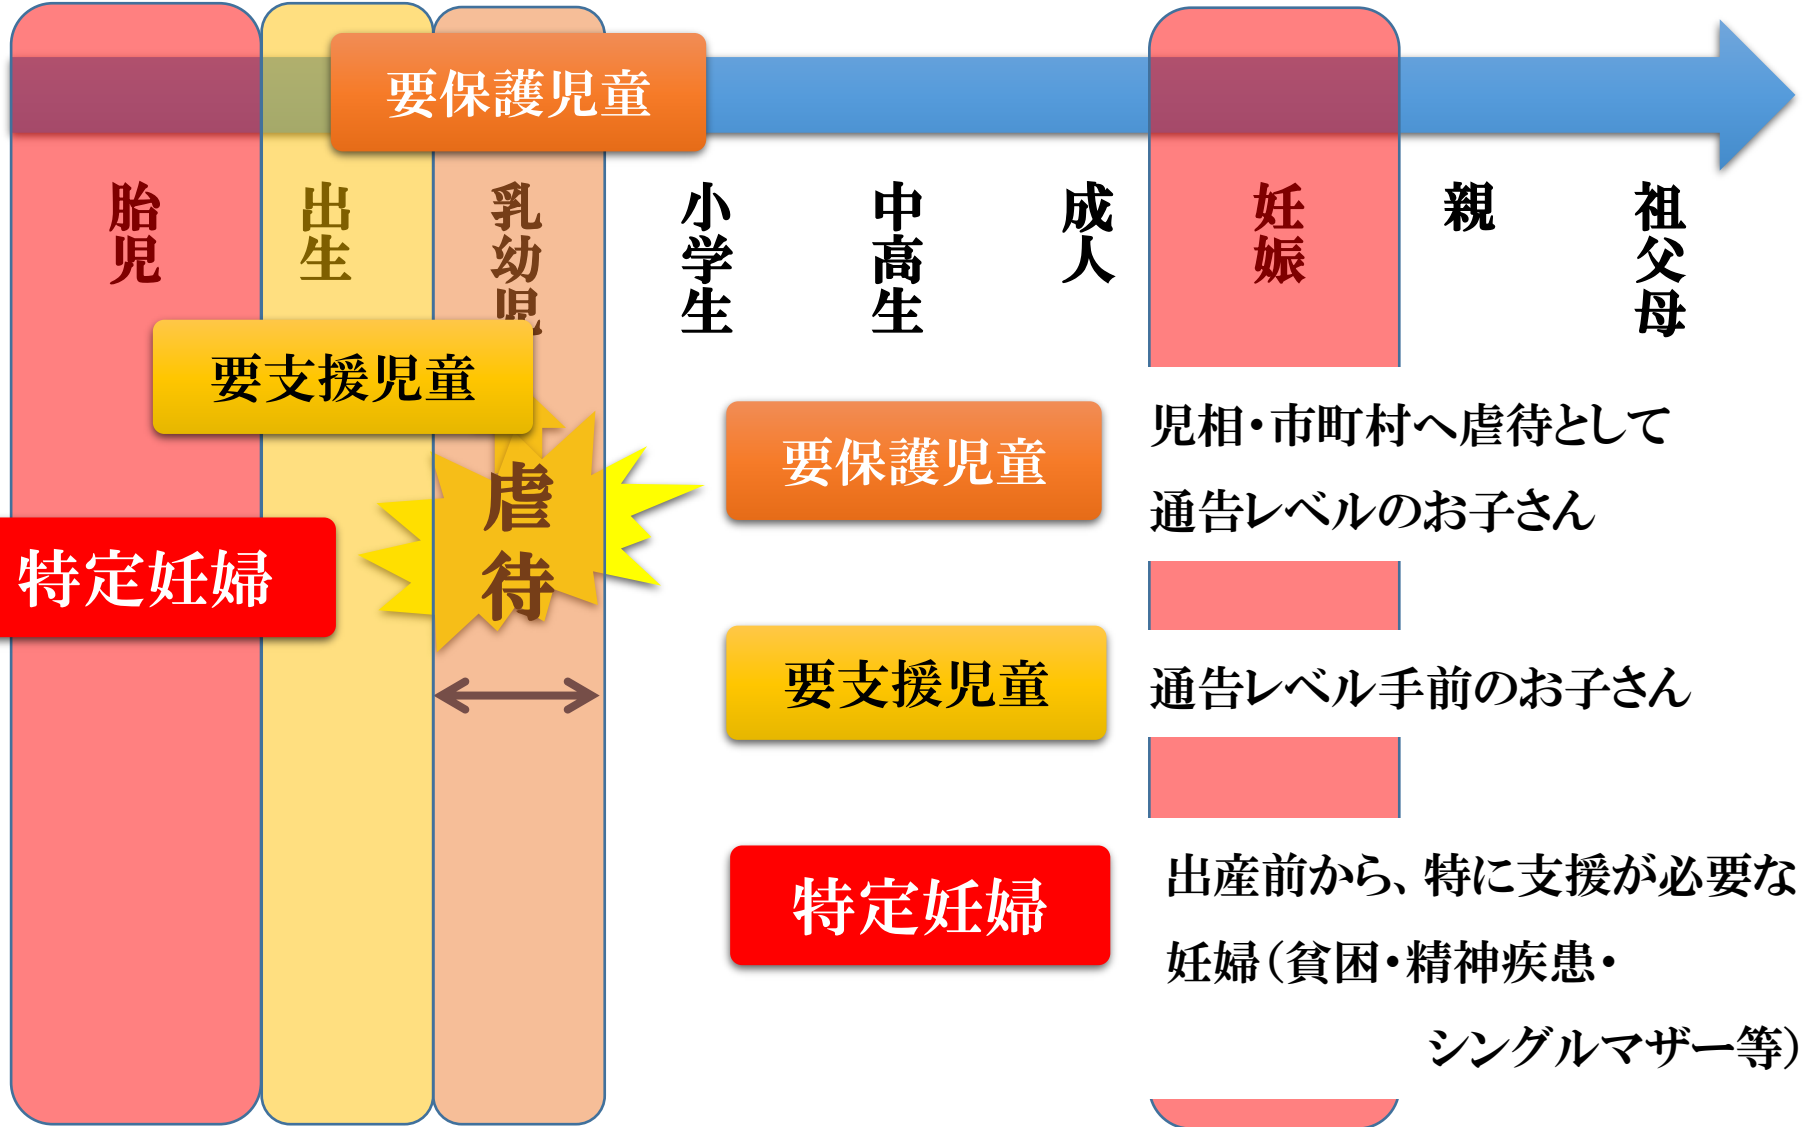 要保護児童
胎児
出生
乳幼児
小学生
中高生
成人
妊娠
親
祖父母
要支援児童
虐待
特定妊婦
要保護児童
児相・市町村へ虐待として
通告レベルのお子さん
要支援児童
通告レベル手前のお子さん
特定妊婦
出産前から、特に支援が必要な
妊婦（貧困・精神疾患・
シングルマザー等）